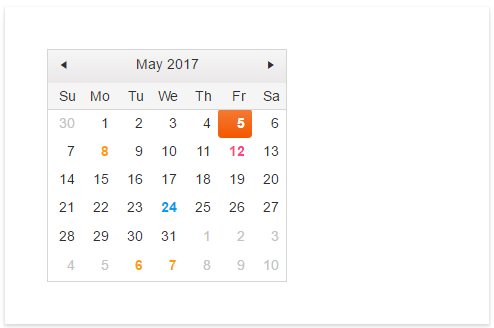 May 2017
Su Mo Tu We Th Fr Sa
30 1 2 3 4 5 6
7 8 9 10 11 12 13
14 15 16 17 18 19 20
21 22 23 24 25 26 27
28 29 30 31 1 2 3
4 5 6 7 8 9 10